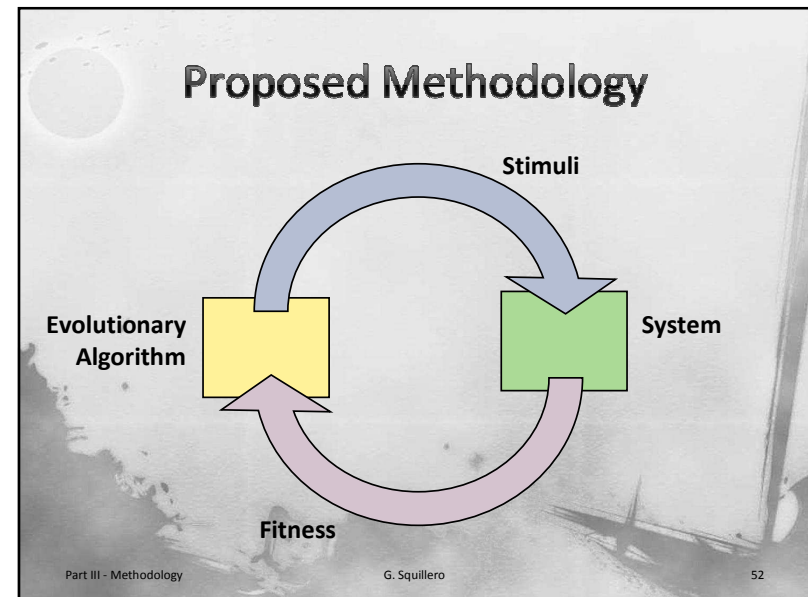 Proposed Methodology
Stimuli
Evolutionary
Algorithm
System
Fitness
Part III - Methodology
G. Squillero
52